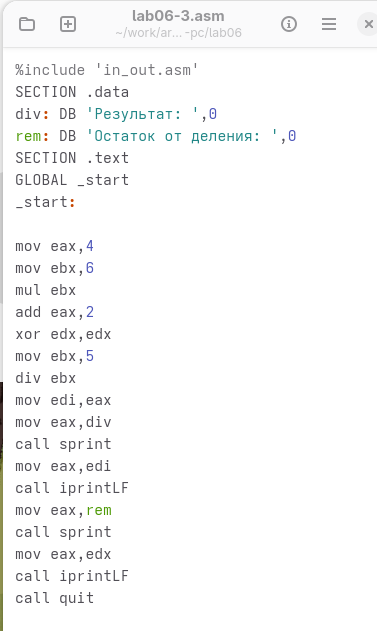 lab06-3.asm
~/work/ar... -pc/lab06
%include 'in_out.asm'
SECTION .data
div: DB 'Результат: ',0
rem: DB 'Остаток от деления: ',0
SECTION .text
GLOBAL _start
_start:
mov eax,4
mov ebx,6
mul ebx
add eax,2
xor edx,edx
mov ebx,5
div ebx
mov edi,eax
mov eax,div
call sprint
mov eax,edi
call iprintLF
mov eax,rem
call sprint
mov eax,edx
call iprintLF
call quit